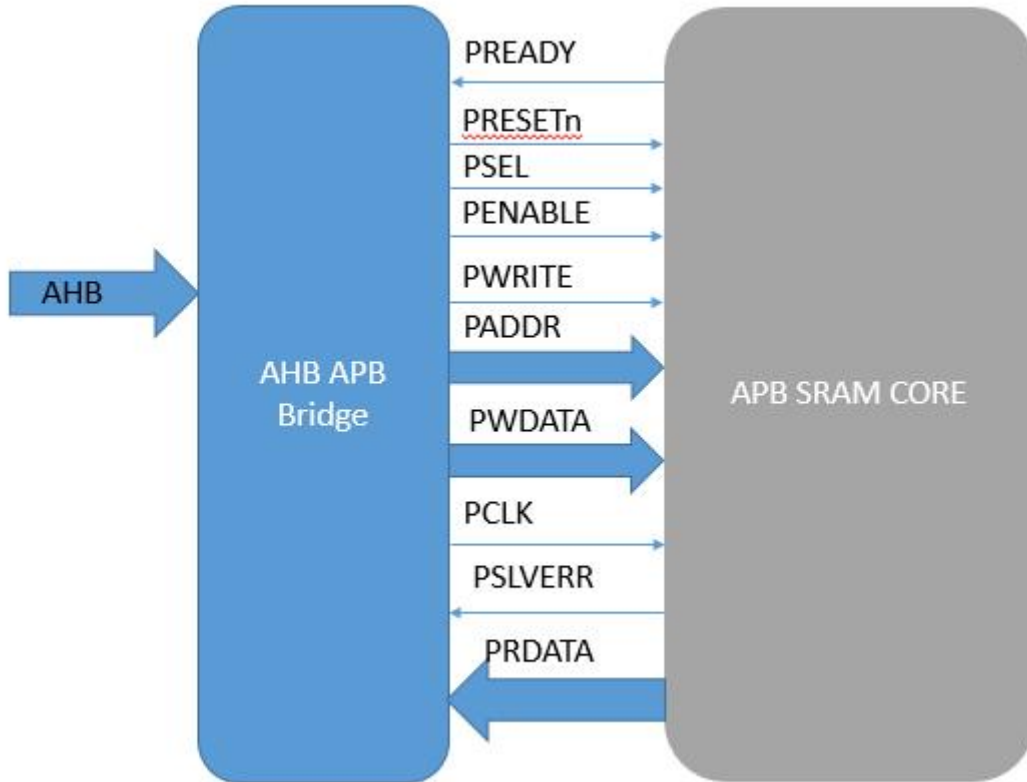 PREADY
PRESETn
PSEL
PENABLE
PWRITE
AHB
PADDR
AHB APB
Bridge
APB SRAM CORE
PWDATA
PCLK
PSLVERR
PRDATA